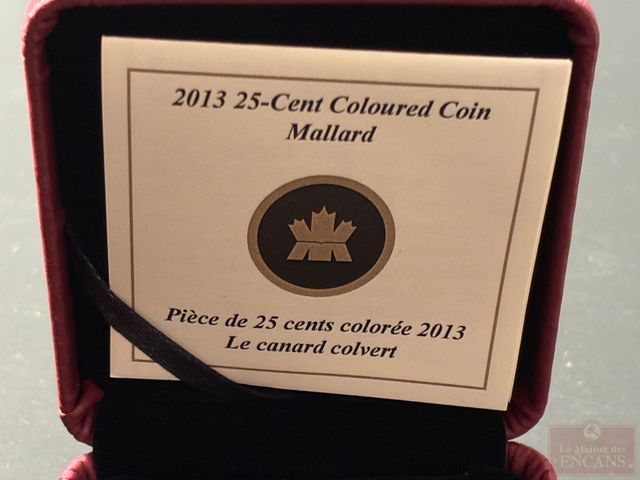 2013 25-Cent Coloured Coin
Mallard
Pièce de 25 cents colorée 2013
Le canard colvert
La Maison des
ENCANS